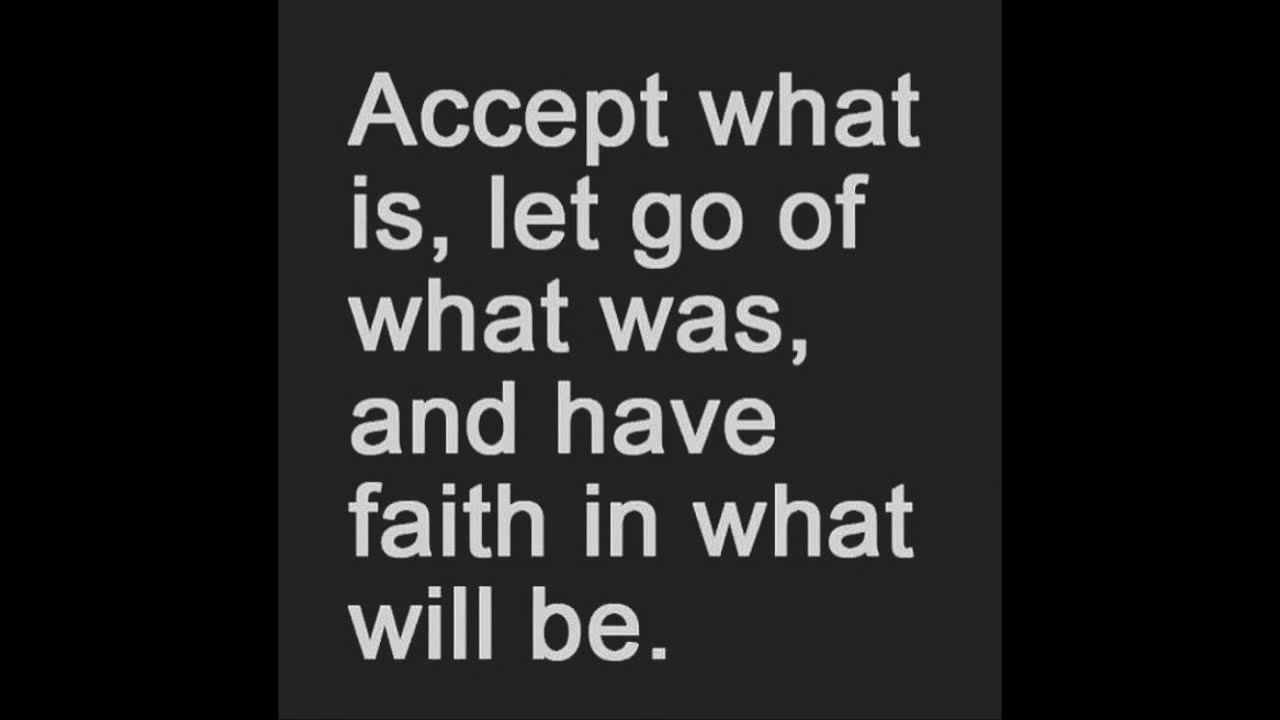 Accept what
is, let go of
what was,
and have
faith in what
will be.